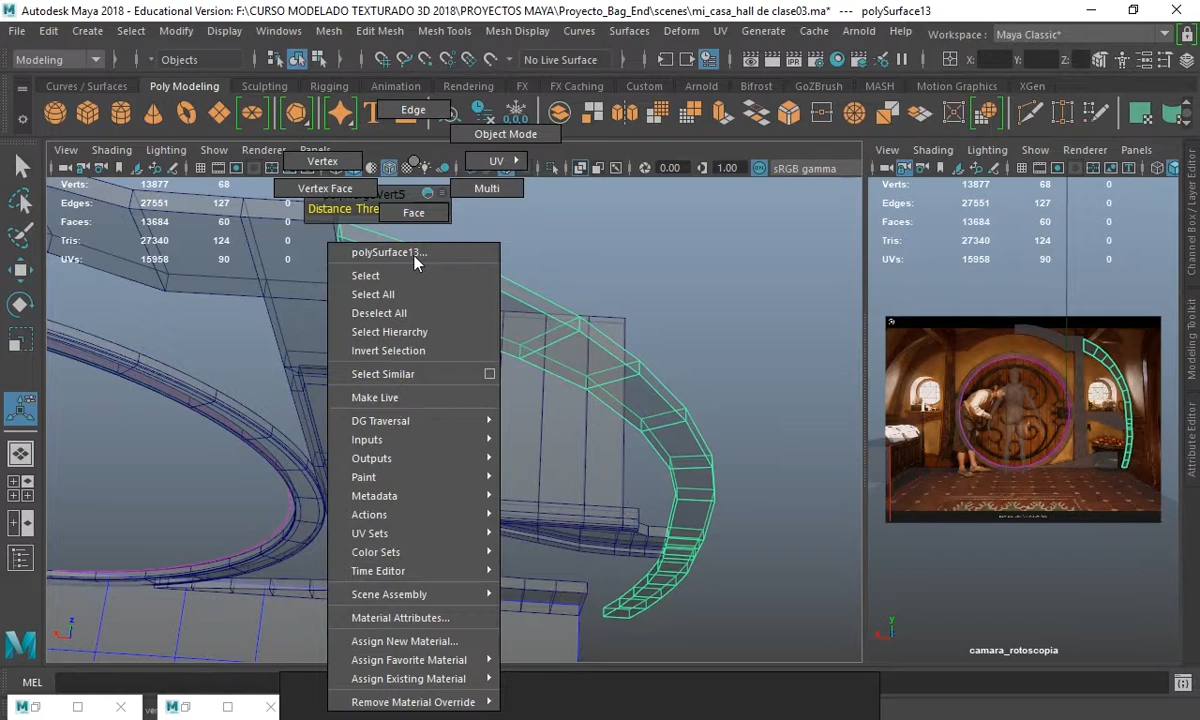 Autodesk Maya 2018 - Educational Version: F:\CURSO MODELADO TEXTURADO 3D 2018\PROYECTOS MAYA\Proyecto_Bag_End\scenes\mi_casa_hall de clase03.ma* --- polySurface13
File Edit Create Select Modify Display Windows Mesh Edit Mesh Mesh Tools Mesh Display Curves Surfaces Deform UV Generate Cache Arnold Help Workspace : Maya Classic*
Modeling Objects No Live Surface X: Y: Z:
Curves / Surfaces Poly Modeling Sculpting Rigging Animation Rendering FX FX Caching Custom Arnold Bifrost GoZBrush MASH Motion Graphics XGen
Edge
Object Mode
View Shading Lighting Show Renderer Panels
View Shading Lighting Show Renderer Panels
Vertex UV
0.00 1.00 sRGB gamma
Vertex Face Multi
Distance Thre
Face
Verts: 13877 68 0
Edges: 27551 127 0
Faces: 13684 60 0
Tris: 27340 124 0
UVs: 15958 90 0
Verts: 13877 68 0
Edges: 27551 127 0
Faces: 13684 60 0
Tris: 27340 124 0
UVs: 15958 90 0
polySurface13...
Select
Select All
Deselect All
Select Hierarchy
Invert Selection
Select Similar
Make Live
DG Traversal
Inputs
Outputs
Paint
Metadata
Actions
UV Sets
Color Sets
Time Editor
Scene Assembly
Material Attributes...
Assign New Material...
Assign Favorite Material
Assign Existing Material
Remove Material Override
Channel Box / Layer Editor
Modeling Toolkit
Attribute Editor
z
x
y
x
camara_rotoscopia
MEL